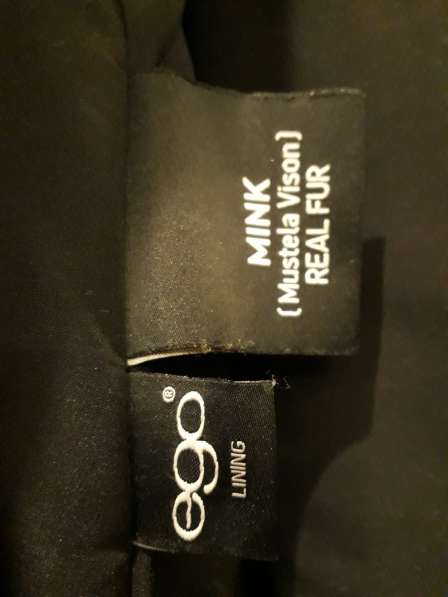 MINK
(Mustela Vison)
REAL FUR
ego®
LINING